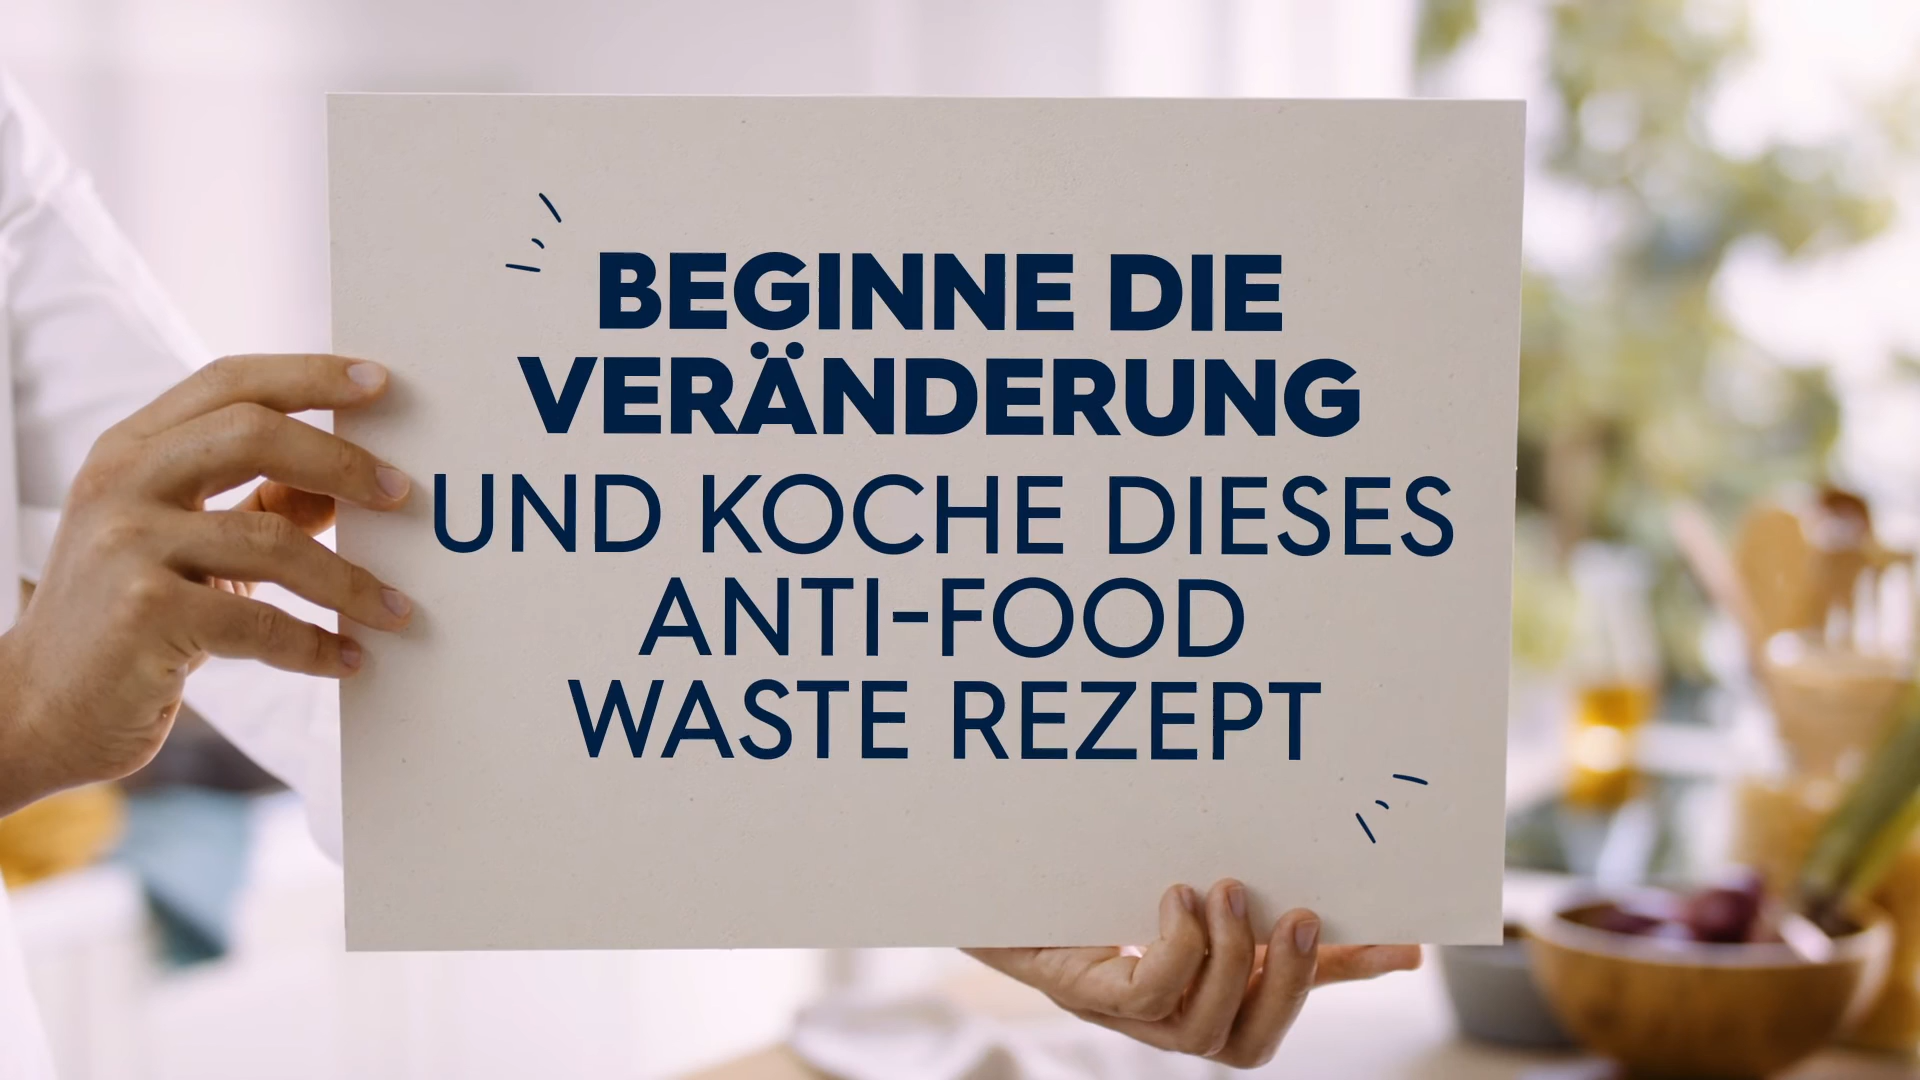 BEGINNE DIE
VERÄNDERUNG
UND KOCHE DIESES
ANTI-FOOD
WASTE REZEPT